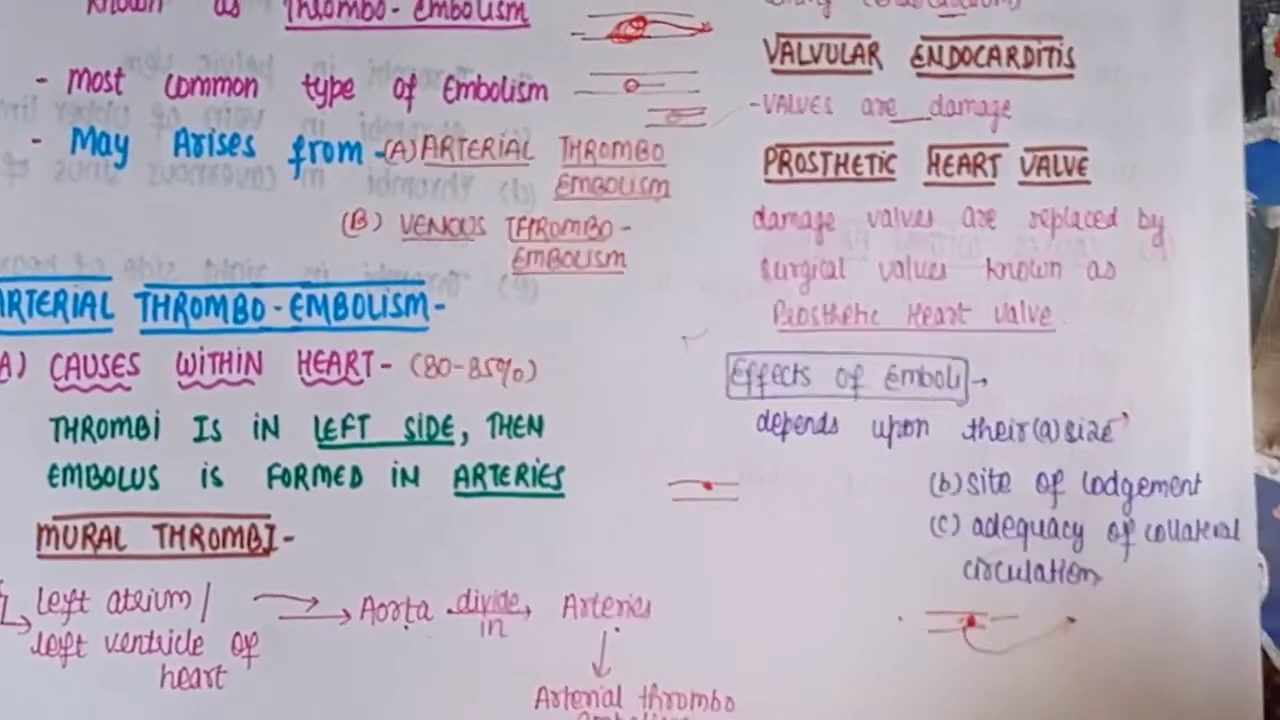 known as Thrombo-Embolism
- Most common type of Embolism
- May Arises from -(A) ARTERIAL THROMBO
EMBOLISM
(B) VENOUS THROMBO-
EMBOLISM
ARTERIAL THROMBO-EMBOLISM-
A) CAUSES WITHIN HEART- (80-85%)
THROMBI IS IN LEFT SIDE, THEN
EMBOLUS IS FORMED IN ARTERIES
MURAL THROMBI-
Left atrium/ → Aorta divide in → Arteries
left ventricle of
heart
Arterial thrombo
VALVULAR ENDOCARDITIS
-VALVES are damage
PROSTHETIC HEART VALVE
damage valves are replaced by
surgical valves known as
Prosthetic Heart valve.
Effects of Emboli →
depends upon their (a) size
(b) site of lodgement
(c) adequacy of collateral
circulation